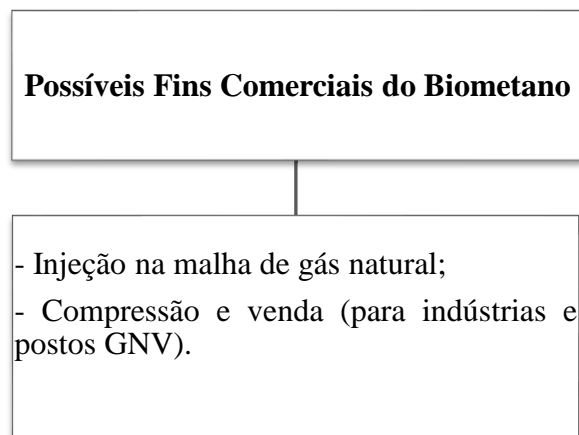 Possíveis Fins Comerciais do Biometano
- Injeção na malha de gás natural;
- Compressão e venda (para indústrias e
postos GNV).